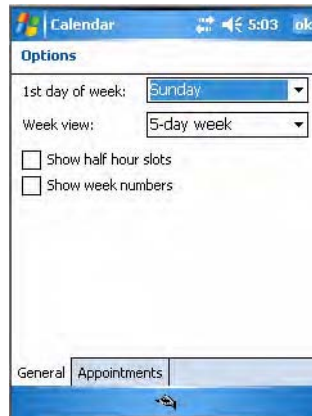 Calendar 5:03 ok
Options
1st day of week: Sunday
Week view: 5-day week
Show half hour slots
Show week numbers
General Appointments